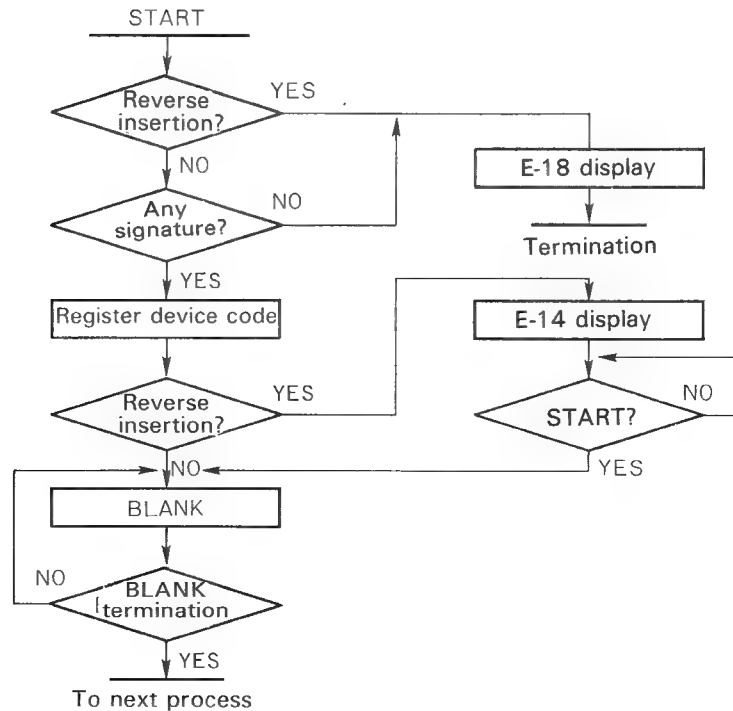 START
Reverse
insertion?
YES
NO
E-18 display
Termination
Any
signature?
NO
YES
Register device code
E-14 display
Reverse
insertion?
YES
START?
NO
YES
NO
BLANK
BLANK
termination
NO
YES
To next process